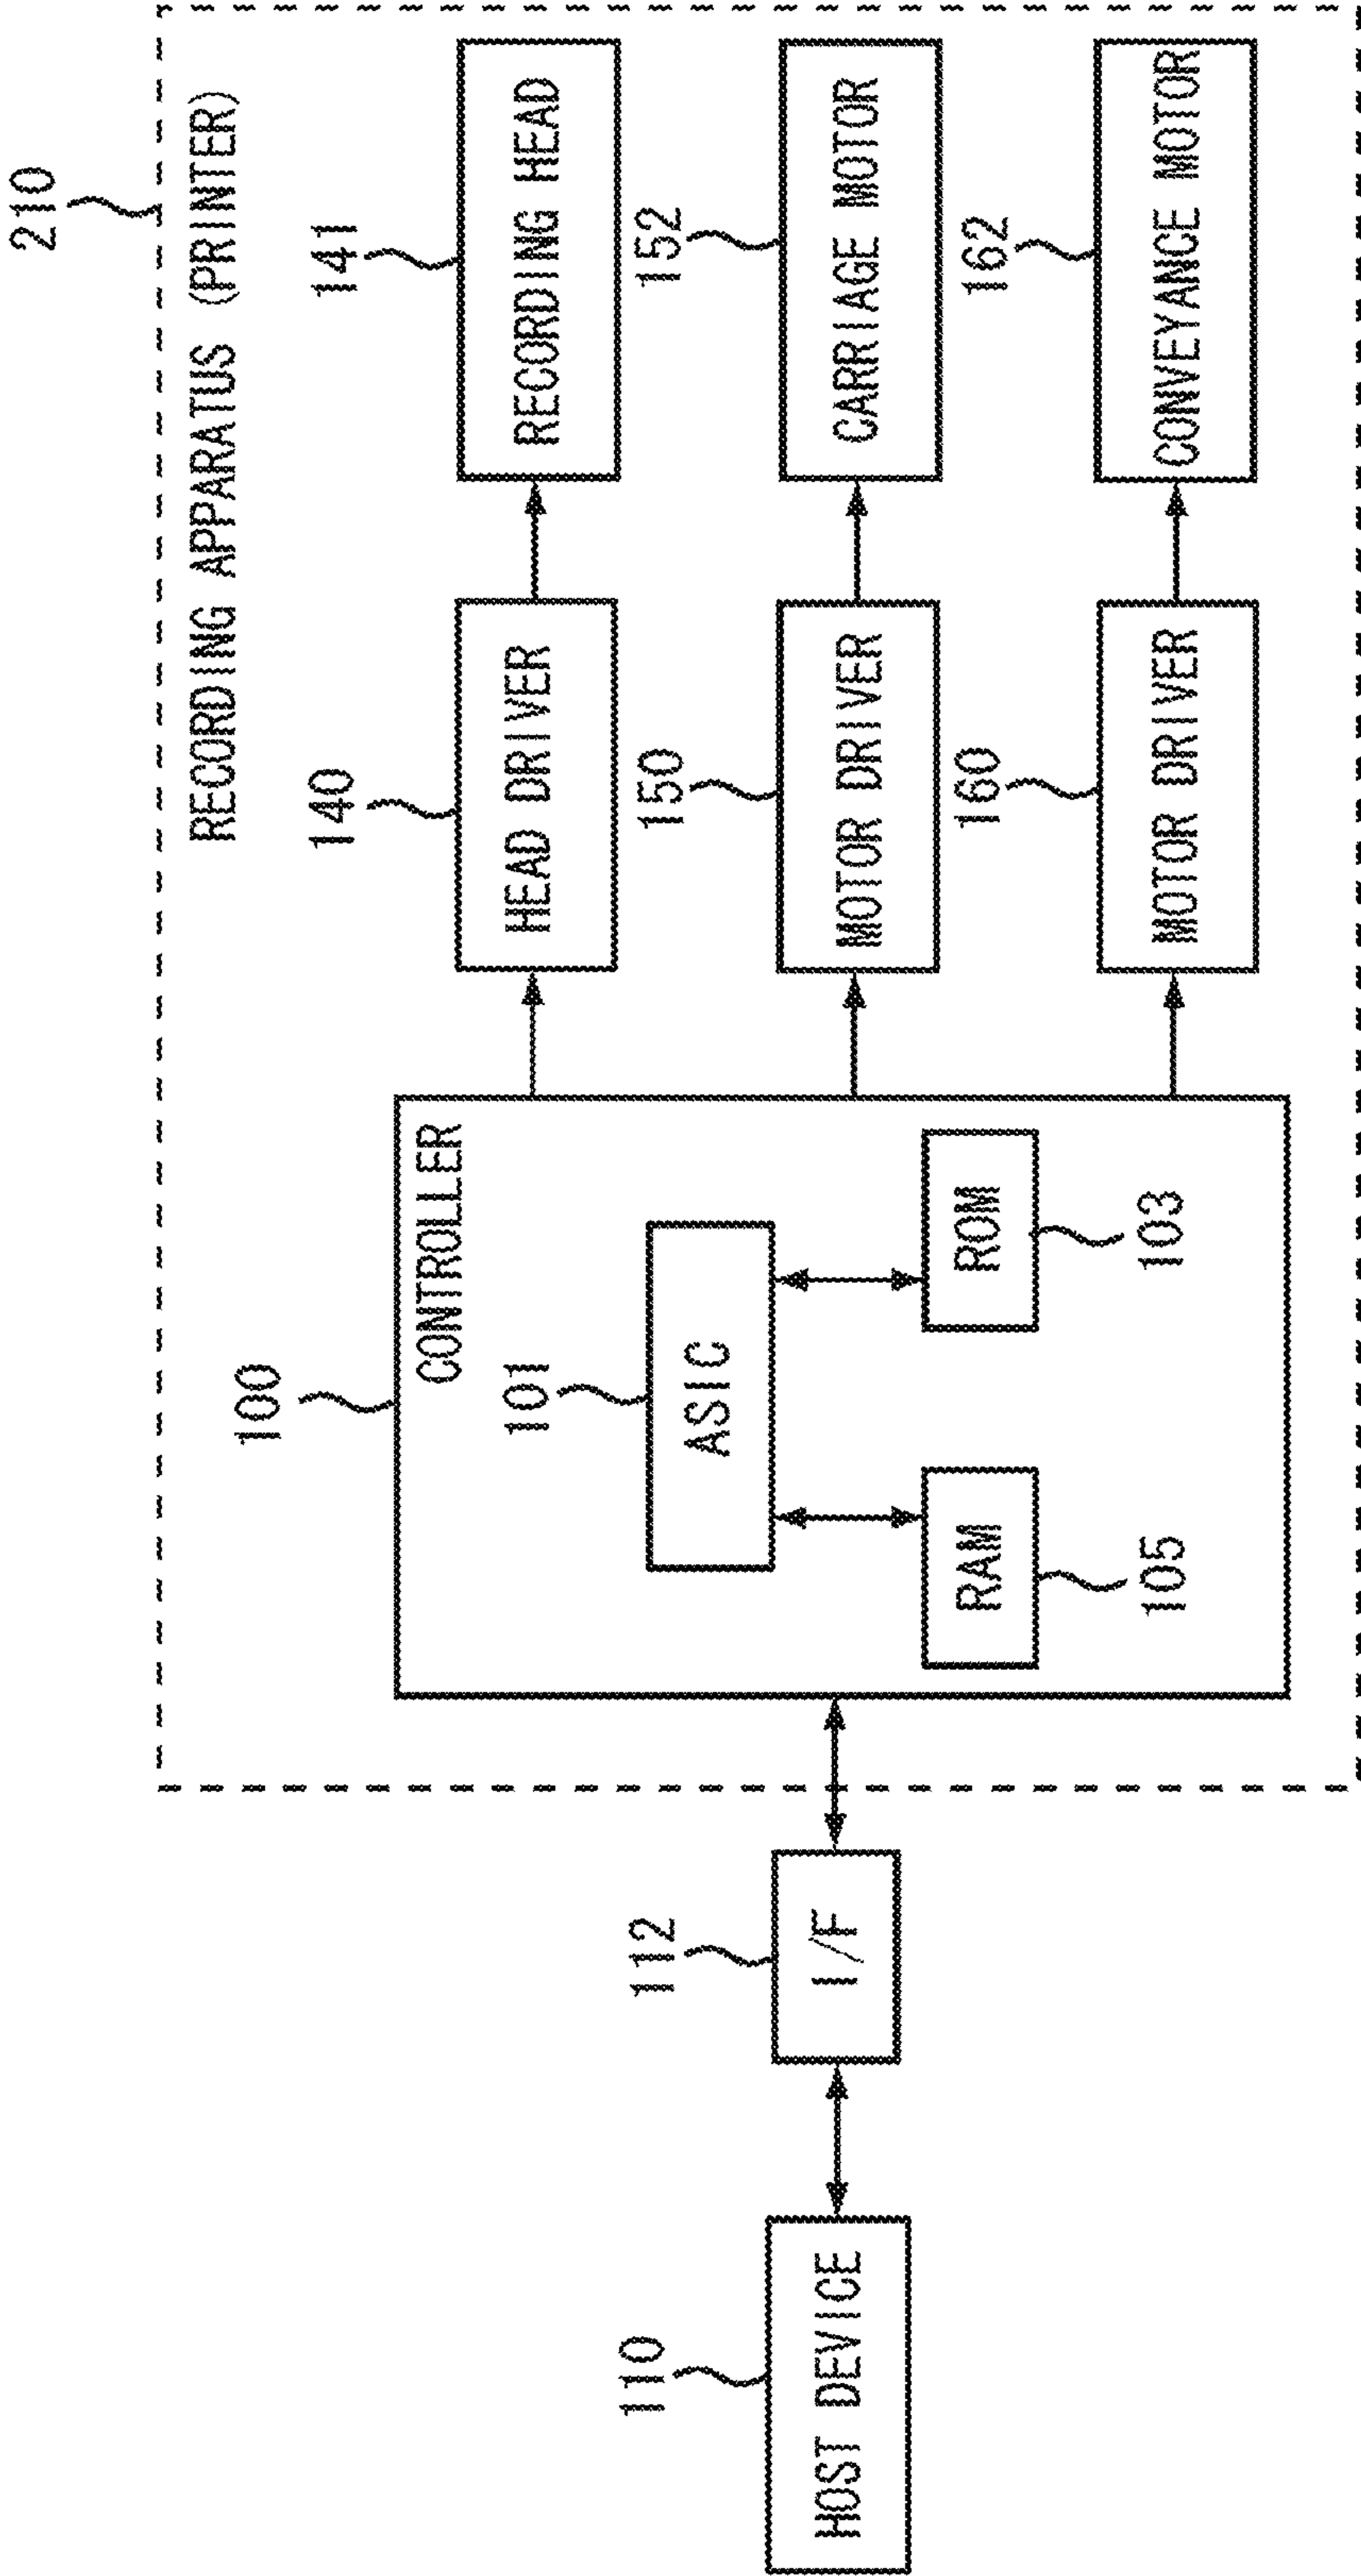 210
RECORDING APPARATUS (PRINTER)
100
CONTROLLER
101
ASIC
RAM
105
ROM
103
110
HOST DEVICE
112
I/F
140
HEAD DRIVER
141
RECORDING HEAD
150
MOTOR DRIVER
152
CARRIAGE MOTOR
160
MOTOR DRIVER
162
CONVEYANCE MOTOR